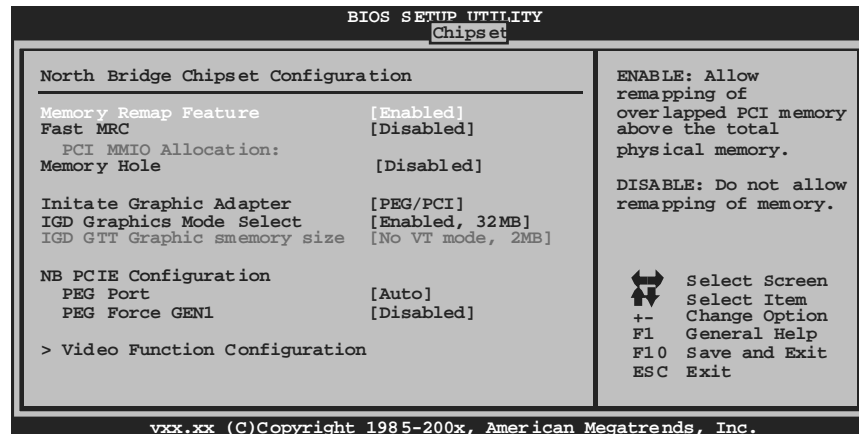 BIOS SETUP UTILITY
Chipset
North Bridge Chipset Configuration
Memory Remap Feature [Enabled]
Fast MRC [Disabled]
PCI MMIO Allocation:
Memory Hole [Disabled]
Initate Graphic Adapter [PEG/PCI]
IGD Graphics Mode Select [Enabled, 32MB]
IGD GTT Graphic smemory size [No VT mode, 2MB]
NB PCIE Configuration
PEG Port [Auto]
PEG Force GEN1 [Disabled]
> Video Function Configuration
ENABLE: Allow
remapping of
overlapped PCI memory
above the total
physical memory.
DISABLE: Do not allow
remapping of memory.
Select Screen
Select Item
+- Change Option
F1 General Help
F10 Save and Exit
ESC Exit
vxx.xx (C)Copyright 1985-200x, American Megatrends, Inc.